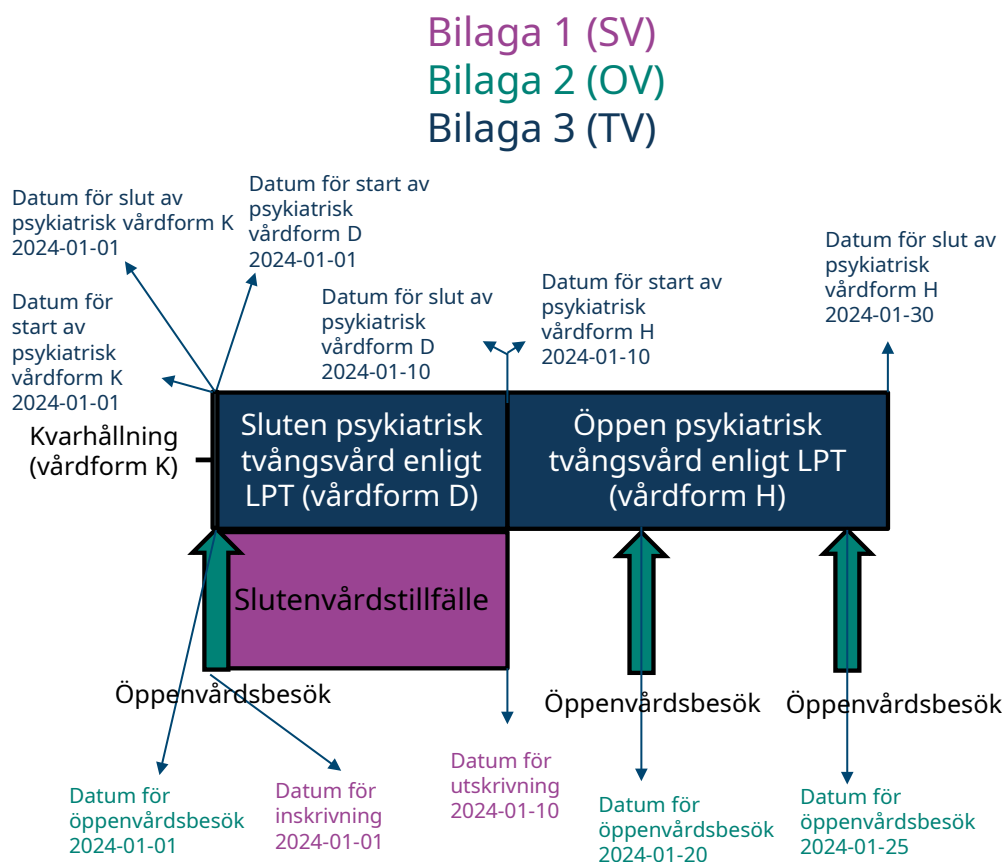 Bilaga 1 (SV)
Bilaga 2 (OV)
Bilaga 3 (TV)
Datum för slut av
psykiatrisk vårdform K
2024-01-01
Datum för start av
psykiatrisk
vårdform D
2024-01-01
Datum för
start av
psykiatrisk
vårdform K
2024-01-01
Datum för slut av
psykiatrisk
vårdform D
2024-01-10
Datum för start av
psykiatrisk
vårdform H
2024-01-10
Datum för slut av
psykiatrisk
vårdform H
2024-01-30
Kvarhållning
(vårdform K)
Sluten psykiatrisk
tvångsvård enligt
LPT (vårdform D)
Öppen psykiatrisk
tvångsvård enligt LPT
(vårdform H)
Slutenvårdstillfälle
Öppenvårdsbesök
Öppenvårdsbesök
Öppenvårdsbesök
Datum för
öppenvårdsbesök
2024-01-01
Datum för
inskrivning
2024-01-01
Datum för
utskrivning
2024-01-10
Datum för
öppenvårdsbesök
2024-01-20
Datum för
öppenvårdsbesök
2024-01-25